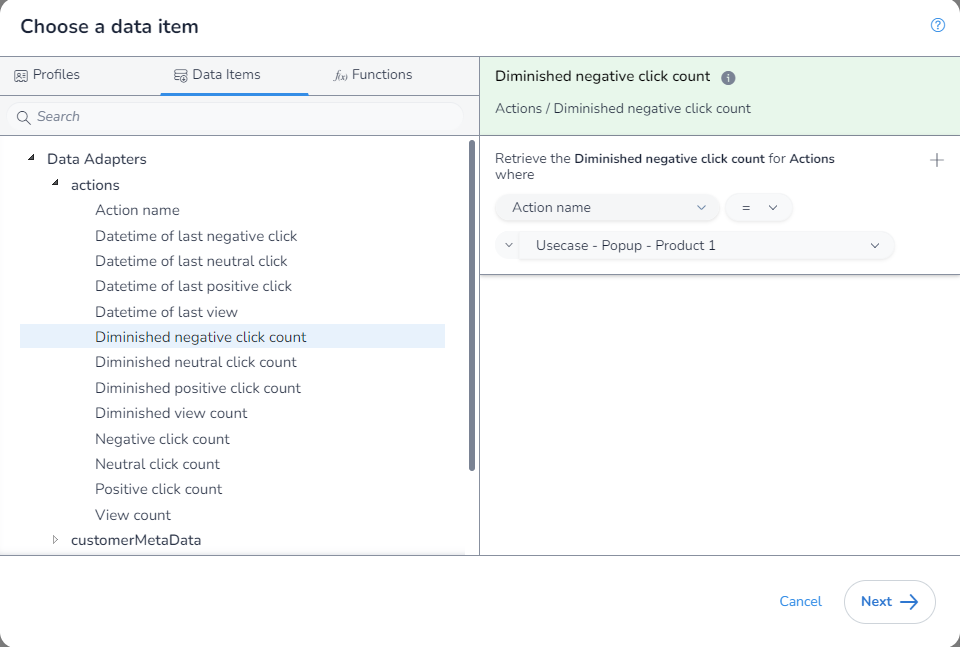 Choose a data item
Profiles
Data Items
f(x) Functions
Search
Data Adapters
actions
Action name
Datetime of last negative click
Datetime of last neutral click
Datetime of last positive click
Datetime of last view
Diminished negative click count
Diminished neutral click count
Diminished positive click count
Diminished view count
Negative click count
Neutral click count
Positive click count
View count
customerMetaData
Diminished negative click count
Actions / Diminished negative click count
Retrieve the Diminished negative click count for Actions
where
Action name
=
Usecase - Popup - Product 1
Cancel
Next